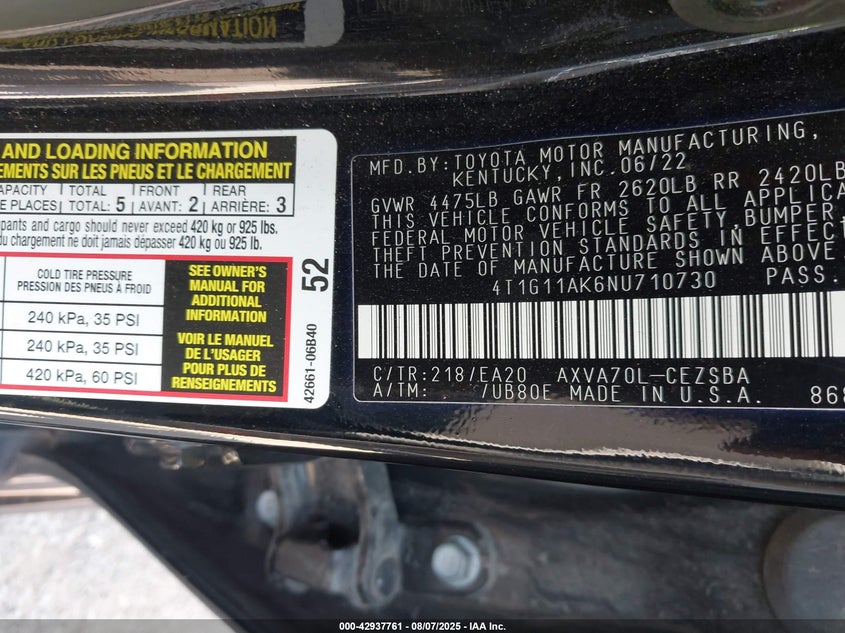 AND LOADING INFORMATION
EMENTS SUR LES PNEUS ET LE CHARGEMENT
APACITY TOTAL FRONT REAR
E PLACES TOTAL: 5 AVANT: 2 ARRIÈRE: 3
pants and cargo should never exceed 420 kg or 925 lbs.
du chargement ne doit jamais dépasser 420 kg ou 925 lb.
COLD TIRE PRESSURE
PRESSION DES PNEUS À FROID
240 kPa, 35 PSI
240 kPa, 35 PSI
420 kPa, 60 PSI
SEE OWNER'S
MANUAL FOR
ADDITIONAL
INFORMATION
VOIR LE MANUEL
DE L'USAGER
POUR PLUS DE
RENSEIGNEMENTS
52
42661-06B40
MFD.BY:TOYOTA MOTOR MANUFACTURING,
KENTUCKY,INC.06/22
GVWR 4475LB GAWR FR 2620LB RR 2420LB
THIS VEHICLE CONFORMS TO ALL APPLICA
FEDERAL MOTOR VEHICLE SAFETY,BUMPER
THEFT PREVENTION STANDARDS IN EFFECT
THE DATE OF MANUFACTURE SHOWN ABOVE.
4T1G11AK6NU710730 PASS.
C/TR:218/EA20 AXVA70L-CEZSBA
A/TM: /UB80E MADE IN U.S.A. 868
000-42937761 | 08/07/2025 | IAA Inc.